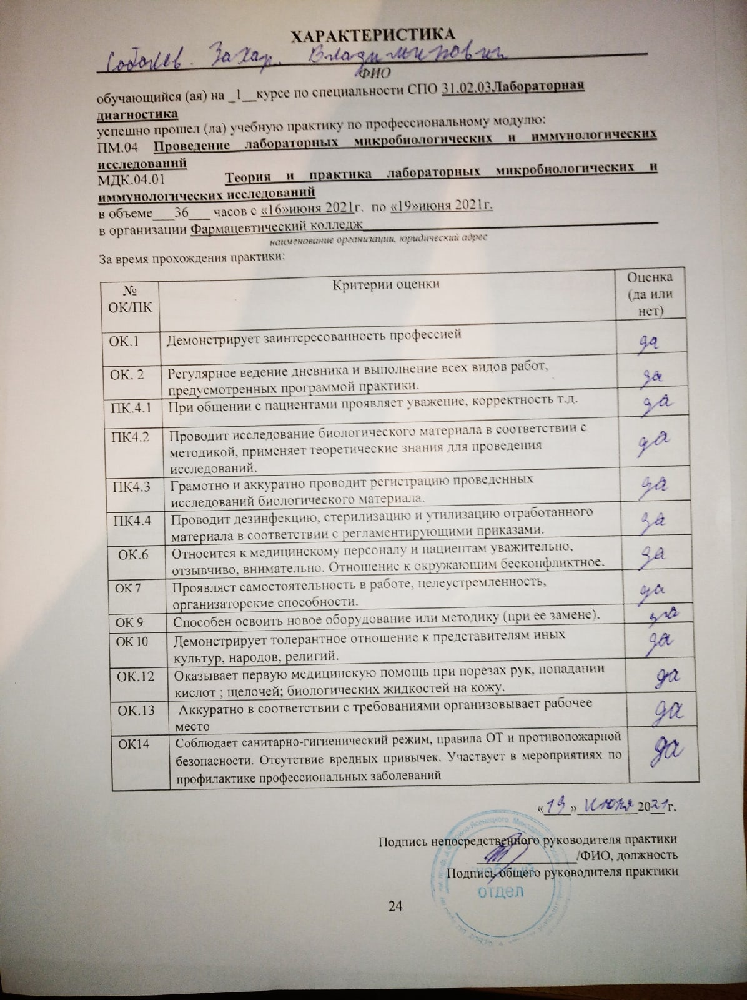 ХАРАКТЕРИСТИКА
Соболев Захар Владимирович
ФИО
обучающийся (ая) на _1__курсе по специальности СПО 31.02.03Лабораторная
диагностика
успешно прошел (ла) учебную практику по профессиональному модулю:
ПМ.04 Проведение лабораторных микробиологических и иммунологических
исследований
МДК.04.01 Теория и практика лабораторных микробиологических и
иммунологических исследований
в объеме___36___ часов с «16»июня 2021г. по «19»июня 2021г.
в организации Фармацевтический колледж
наименование организации, юридический адрес
За время прохождения практики:
№ ОК/ПК
Критерии оценки
Оценка (да или нет)
ОК.1 Демонстрирует заинтересованность профессией да
ОК. 2 Регулярное ведение дневника и выполнение всех видов работ,
предусмотренных программой практики. да
ПК.4.1 При общении с пациентами проявляет уважение, корректность т.д. да
ПК4.2 Проводит исследование биологического материала в соответствии с
методикой, применяет теоретические знания для проведения да
исследований.
ПК4.3 Грамотно и аккуратно проводит регистрацию проведенных да
исследований биологического материала.
ПК4.4 Проводит дезинфекцию, стерилизацию и утилизацию отработанного да
материала в соответствии с регламентирующими приказами.
ОК.6 Относится к медицинскому персоналу и пациентам уважительно, да
отзывчиво, внимательно. Отношение к окружающим бесконфликтное.
ОК 7 Проявляет самостоятельность в работе, целеустремленность, да
организаторские способности.
ОК 9 Способен освоить новое оборудование или методику (при ее замене). да
ОК 10 Демонстрирует толерантное отношение к представителям иных да
культур, народов, религий.
ОК.12 Оказывает первую медицинскую помощь при порезах рук, попадании да
кислот ; щелочей; биологических жидкостей на кожу.
ОК.13 Аккуратно в соответствии с требованиями организовывает рабочее да
место
ОК14 Соблюдает санитарно-гигиенический режим, правила ОТ и противопожарной да
безопасности. Отсутствие вредных привычек. Участвует в мероприятиях по
профилактике профессиональных заболеваний
«19» июня 2021 г.
Подпись непосредственного руководителя практики
/ФИО, должность
Подпись общего руководителя практики
отдел
24